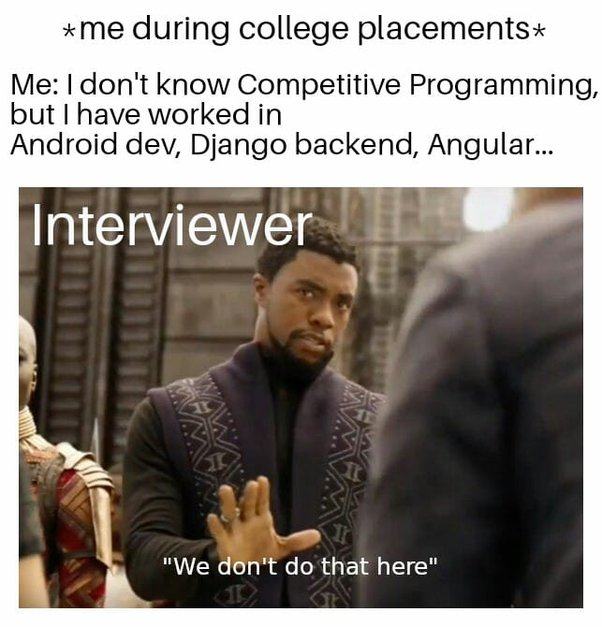 *me during college placements*
Me: I don't know Competitive Programming,
but I have worked in
Android dev, Django backend, Angular...
Interviewer
"We don't do that here"